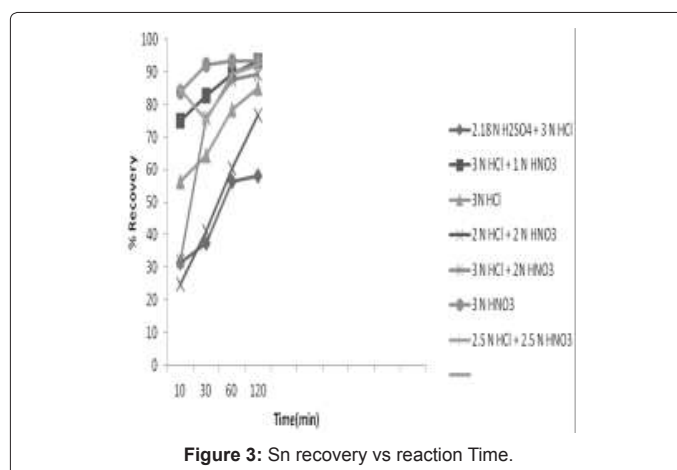 100
90
80
70
60
50
40
30
20
10
0
% Recovery
10 30 60 120
Time(min)
2.18 N H2SO4 + 3 N HCl
3 N HCl + 1 N HNO3
3N HCl
2 N HCl + 2 N HNO3
3 N HCl + 2N HNO3
3 N HNO3
2.5 N HCl + 2.5 N HNO3
Figure 3: Sn recovery vs reaction Time.